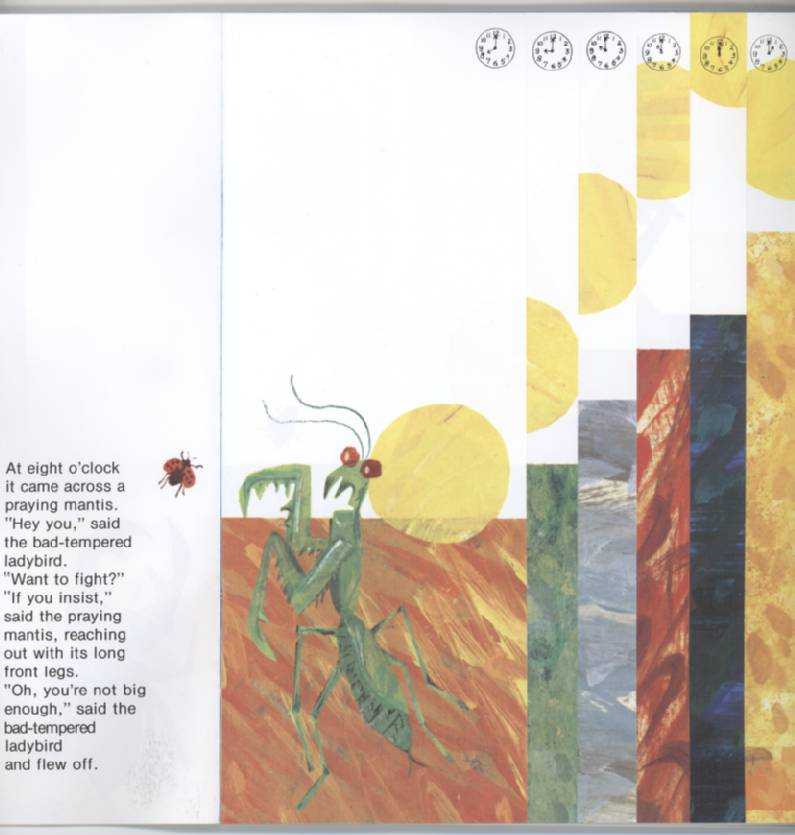 At eight o'clock
it came across a
praying mantis.
"Hey you," said
the bad-tempered
ladybird.
"Want to fight?"
"If you insist,"
said the praying
mantis, reaching
out with its long
front legs.
"Oh, you're not big
enough," said the
bad-tempered
ladybird
and flew off.